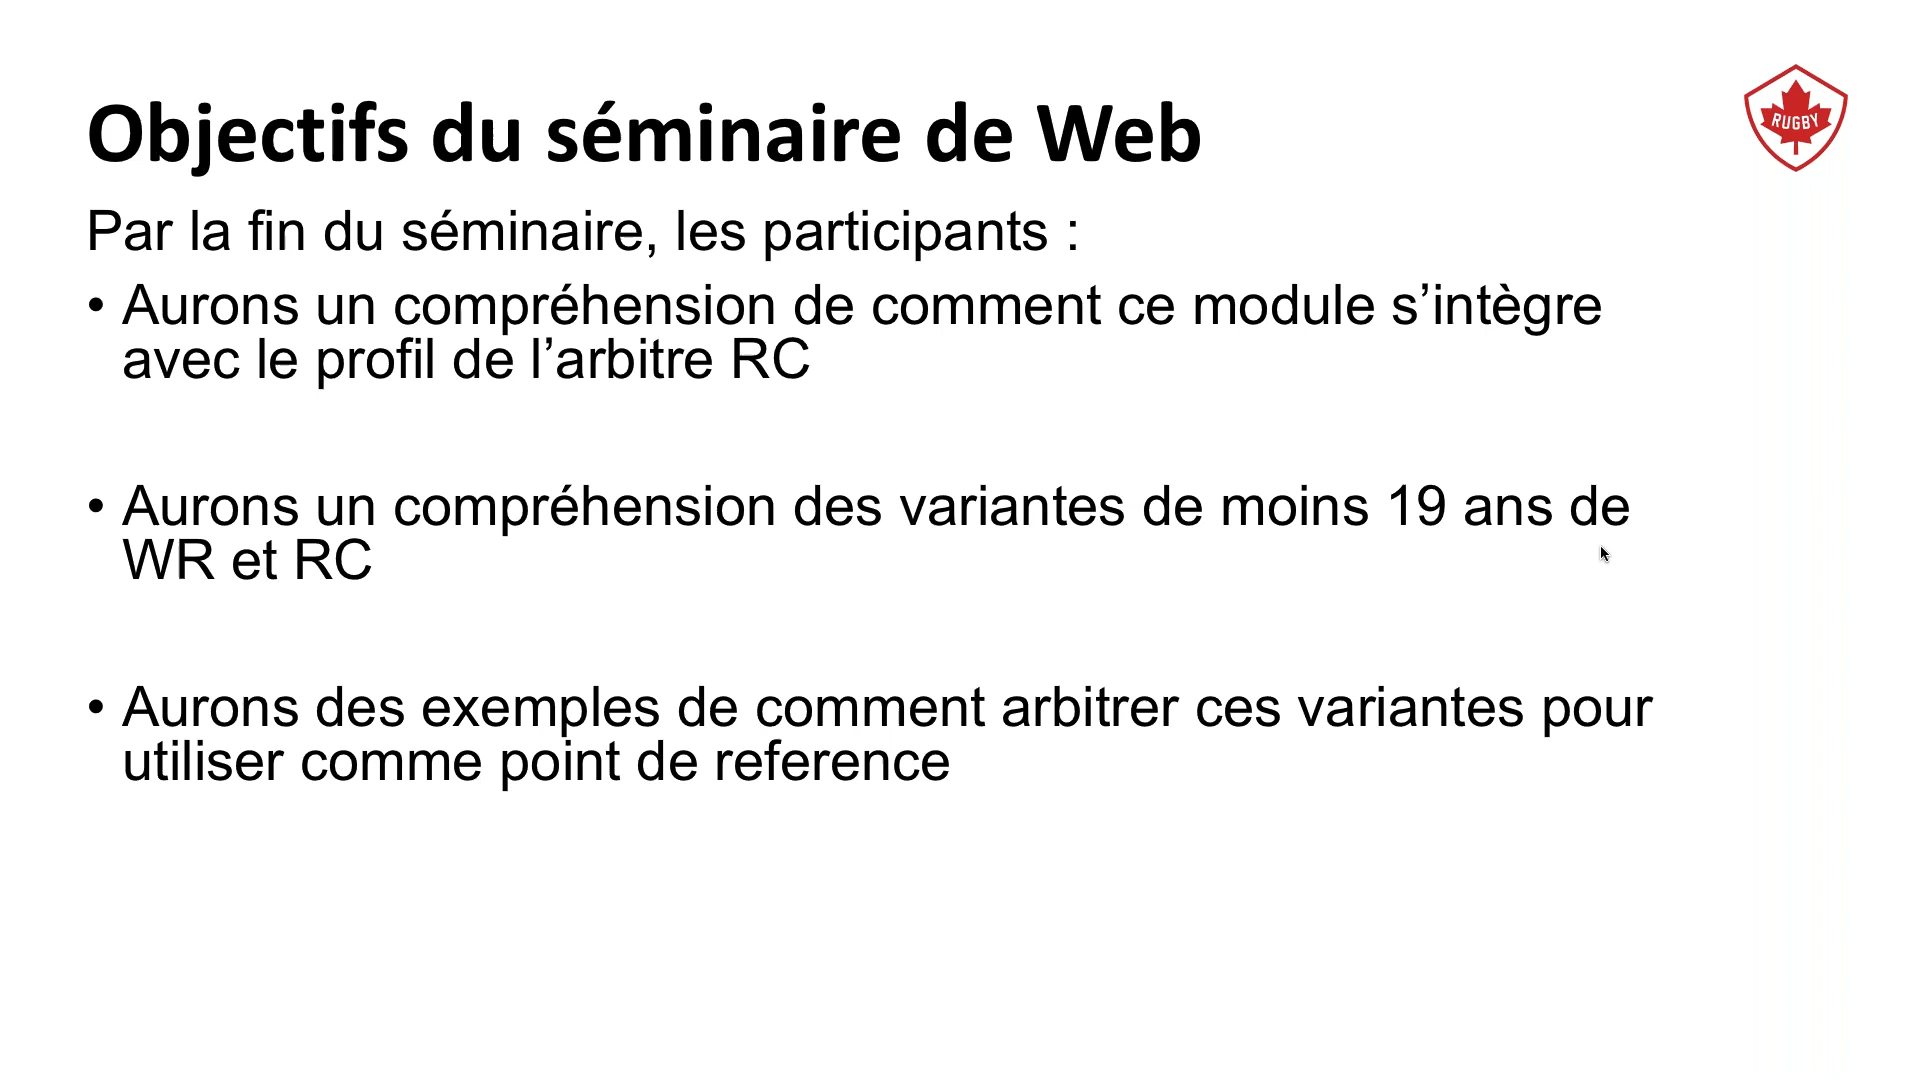 Objectifs du séminaire de Web
RUGBY
Par la fin du séminaire, les participants :
• Aurons un compréhension de comment ce module s’intègre
avec le profil de l’arbitre RC
• Aurons un compréhension des variantes de moins 19 ans de
WR et RC
• Aurons des exemples de comment arbitrer ces variantes pour
utiliser comme point de reference